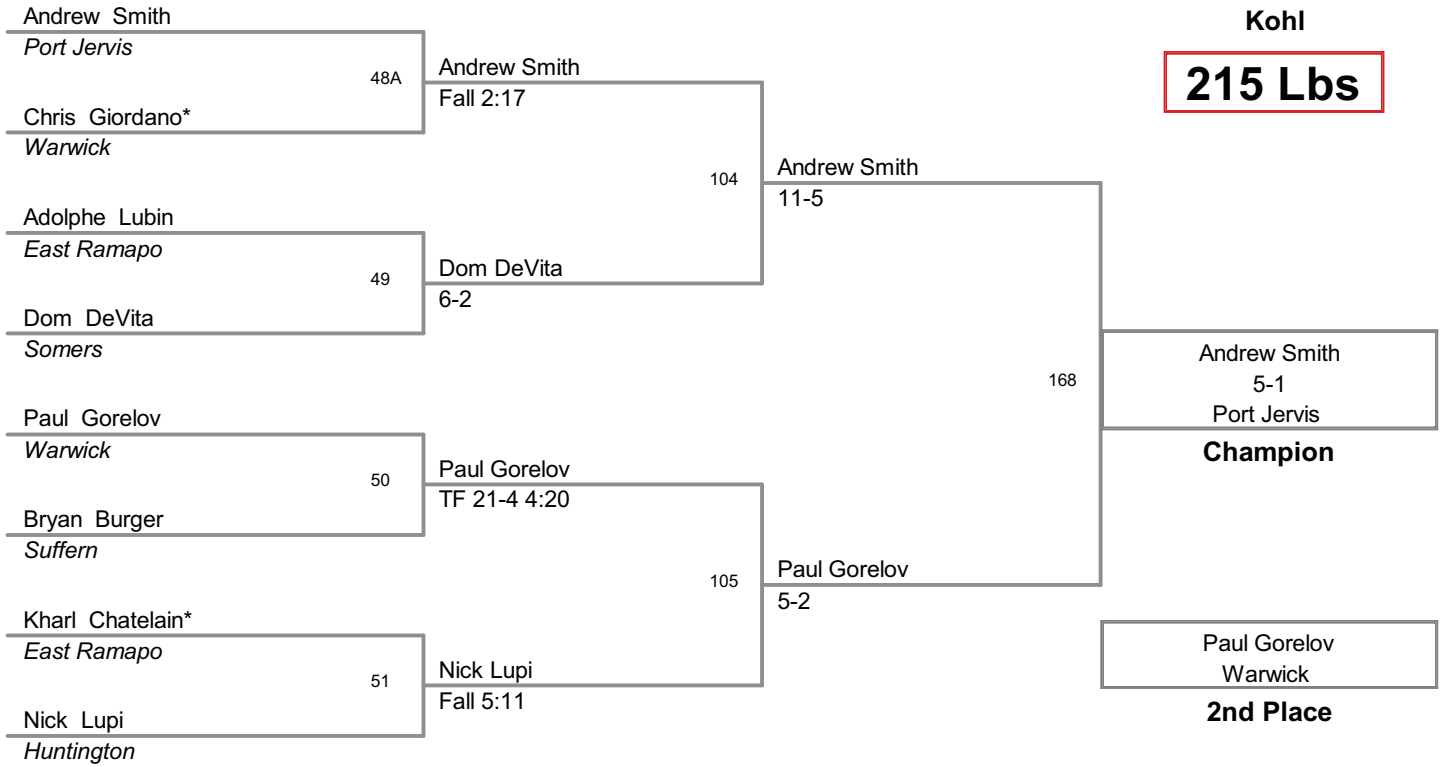 Kohl
215 Lbs
Andrew Smith
Port Jervis
48A
Chris Giordano*
Warwick
Andrew Smith
Fall 2:17
Adolphe Lubin
East Ramapo
49
Dom DeVita
Somers
Dom DeVita
6-2
104
Andrew Smith
11-5
Paul Gorelov
Warwick
50
Bryan Burger
Suffern
Paul Gorelov
TF 21-4 4:20
Kharl Chatelain*
East Ramapo
51
Nick Lupi
Huntington
Nick Lupi
Fall 5:11
105
Paul Gorelov
5-2
168
Andrew Smith
5-1
Port Jervis
Champion
Paul Gorelov
Warwick
2nd Place